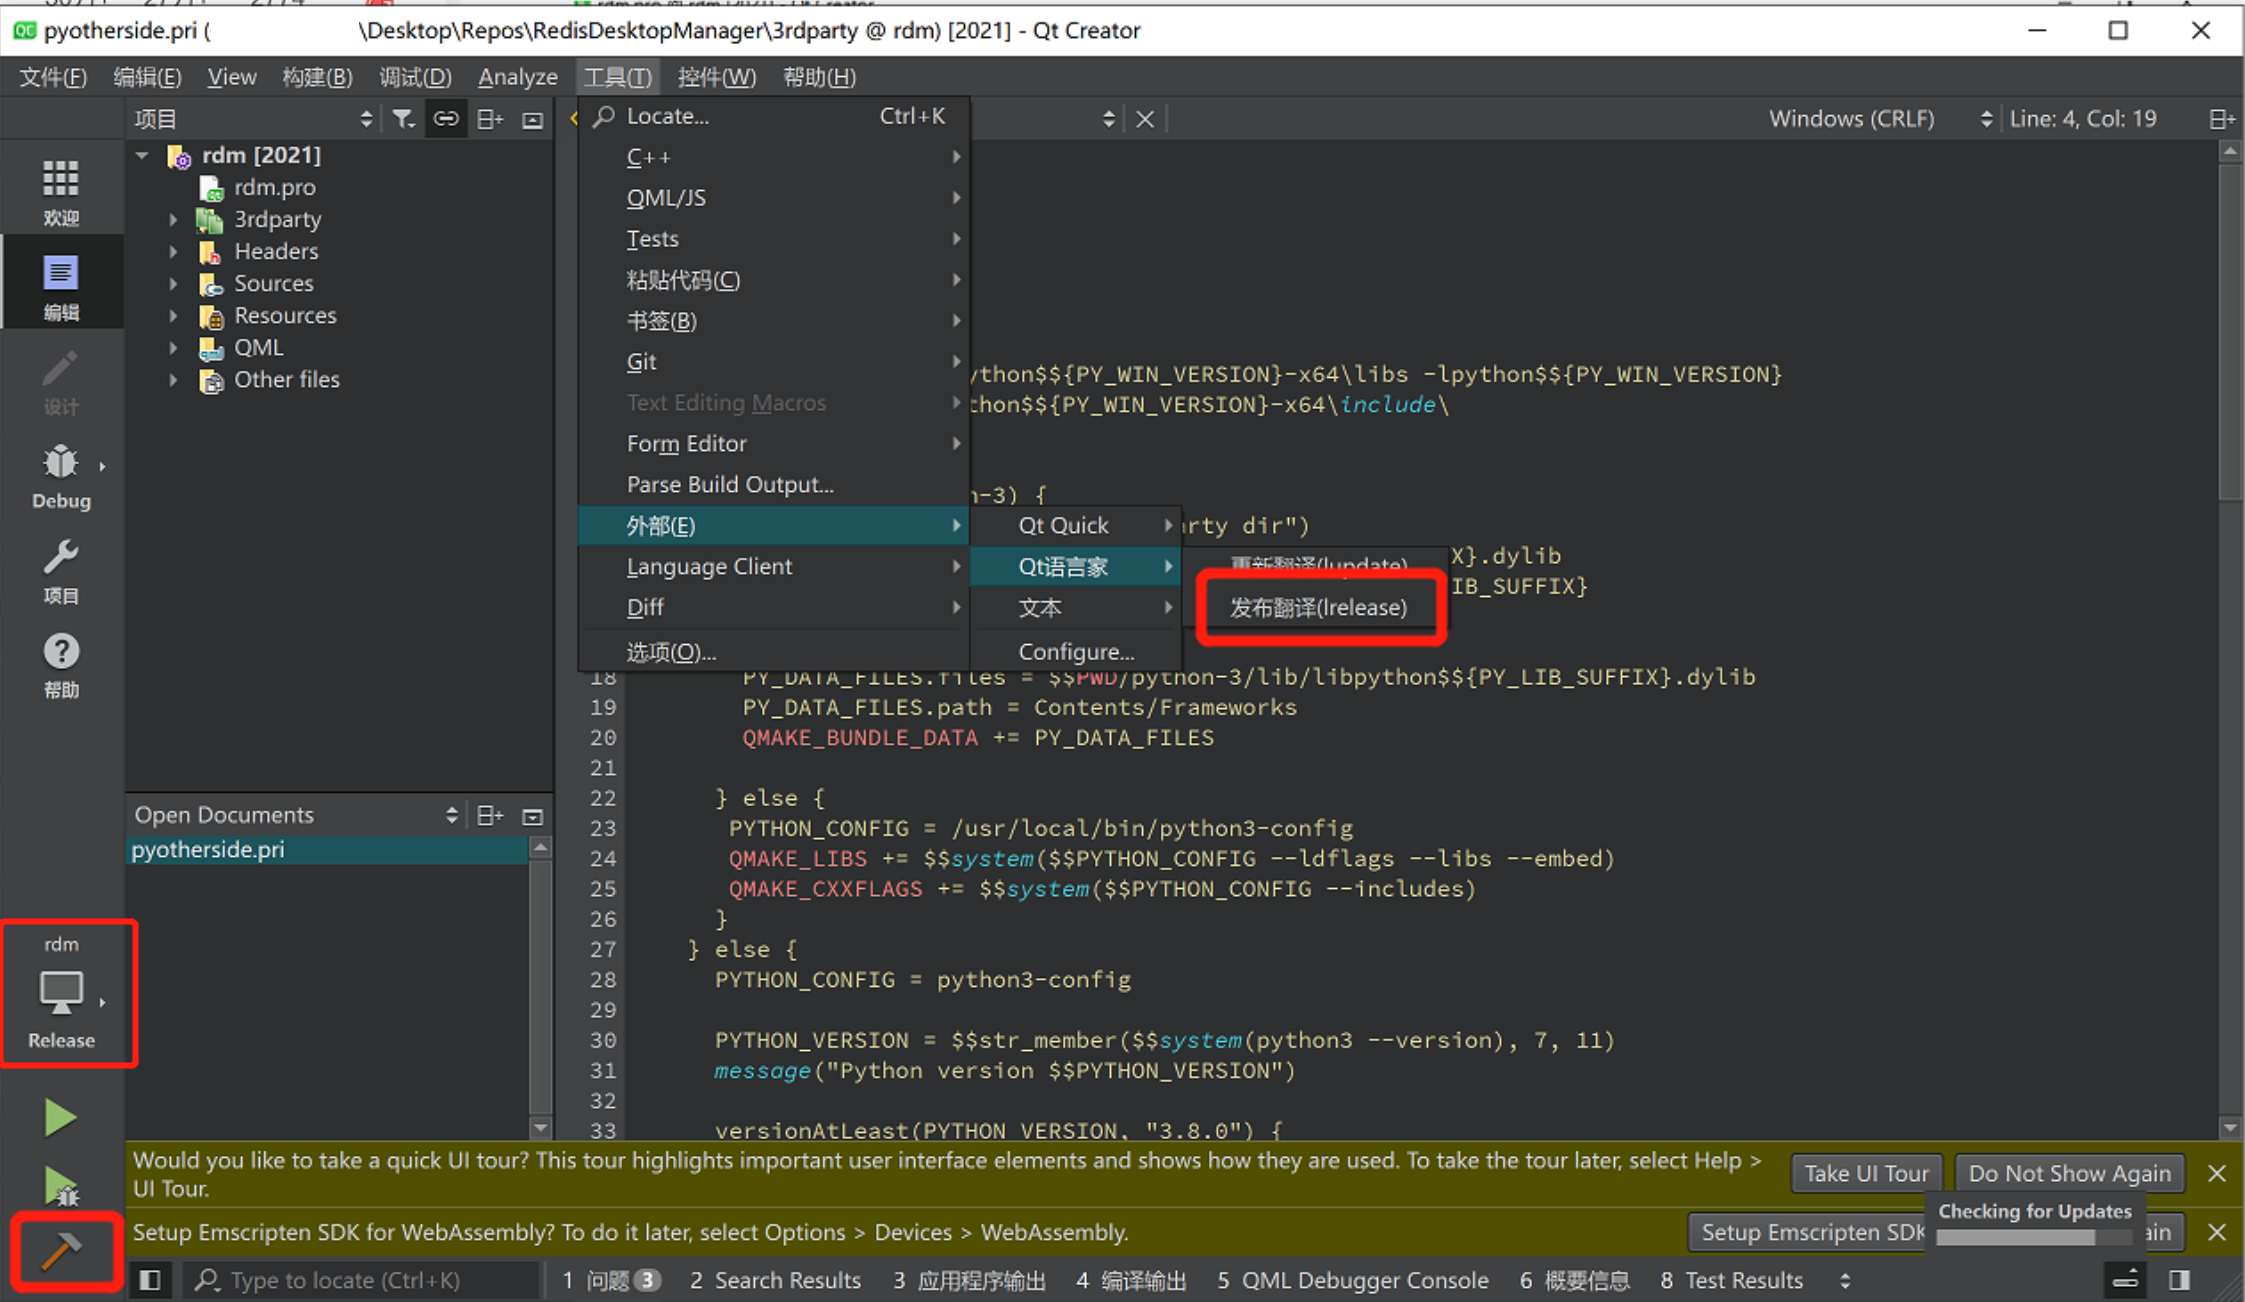 pyotherside.pri (            \Desktop\Repos\RedisDesktopManager\3rdparty @ rdm) [2021] - Qt Creator
文件(F) 编辑(E) View 构建(B) 调试(D) Analyze 工具(T) 控件(W) 帮助(H)
项目
Windows (CRLF) Line: 4, Col: 19
欢迎
编辑
设计
Debug
项目
帮助
rdm
Release
rdm [2021]
rdm.pro
3rdparty
Headers
Sources
Resources
QML
Other files
Open Documents
pyotherside.pri
Locate... Ctrl+K
C++
QML/JS
Tests
粘贴代码(C)
书签(B)
Git
Text Editing Macros
Form Editor
Parse Build Output...
外部(E)
Language Client
Diff
选项(O)...
Qt Quick
Qt语言家
文本
Configure...
更新翻译(lupdate)
发布翻译(lrelease)
ython$${PY_WIN_VERSION}-x64\libs -lpython$${PY_WIN_VERSION}
thon$${PY_WIN_VERSION}-x64\include\
n-3) {
arty dir")
X}.dylib
IB_SUFFIX}
18 PY_DATA_FILES.files = $$PWD/python-3/lib/libpython$${PY_LIB_SUFFIX}.dylib
19 PY_DATA_FILES.path = Contents/Frameworks
20 QMAKE_BUNDLE_DATA += PY_DATA_FILES
21
22 } else {
23 PYTHON_CONFIG = /usr/local/bin/python3-config
24 QMAKE_LIBS += $$system($$PYTHON_CONFIG --ldflags --libs --embed)
25 QMAKE_CXXFLAGS += $$system($$PYTHON_CONFIG --includes)
26 }
27 } else {
28 PYTHON_CONFIG = python3-config
29
30 PYTHON_VERSION = $$str_member($$system(python3 --version), 7, 11)
31 message("Python version $$PYTHON_VERSION")
32
33 versionAtLeast(PYTHON_VERSION, "3.8.0") {
Would you like to take a quick UI tour? This tour highlights important user interface elements and shows how they are used. To take the tour later, select Help >
UI Tour.
Take UI Tour Do Not Show Again
Setup Emscripten SDK for WebAssembly? To do it later, select Options > Devices > WebAssembly.
Setup Emscripten SDK ain
Checking for Updates
Type to locate (Ctrl+K) 1 问题 3 2 Search Results 3 应用程序输出 4 编译输出 5 QML Debugger Console 6 概要信息 8 Test Results